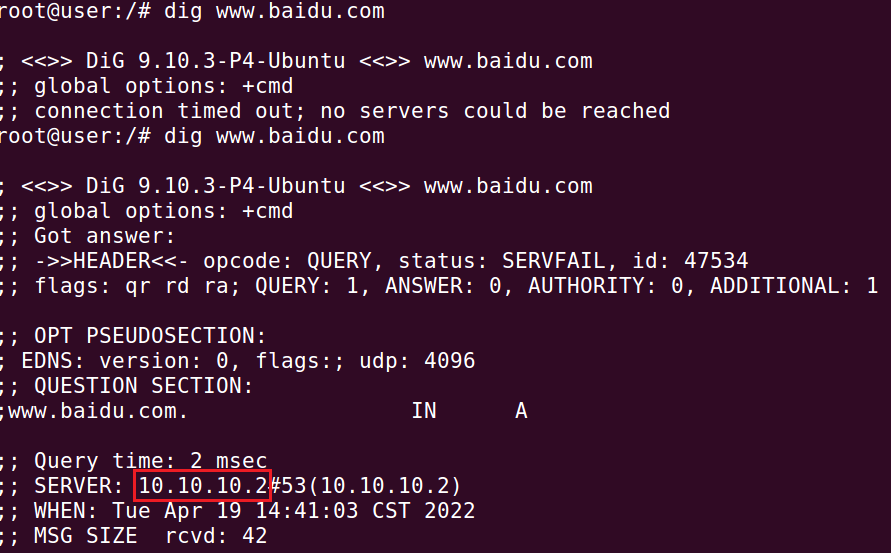 root@user:/# dig www.baidu.com
; <<>> DiG 9.10.3-P4-Ubuntu <<>> www.baidu.com
;; global options: +cmd
;; connection timed out; no servers could be reached
root@user:/# dig www.baidu.com
; <<>> DiG 9.10.3-P4-Ubuntu <<>> www.baidu.com
;; global options: +cmd
;; Got answer:
;; ->>HEADER<<- opcode: QUERY, status: SERVFAIL, id: 47534
;; flags: qr rd ra; QUERY: 1, ANSWER: 0, AUTHORITY: 0, ADDITIONAL: 1
;; OPT PSEUDOSECTION:
; EDNS: version: 0, flags:; udp: 4096
;; QUESTION SECTION:
;www.baidu.com. IN A
;; Query time: 2 msec
;; SERVER: 10.10.10.2#53(10.10.10.2)
;; WHEN: Tue Apr 19 14:41:03 CST 2022
;; MSG SIZE rcvd: 42